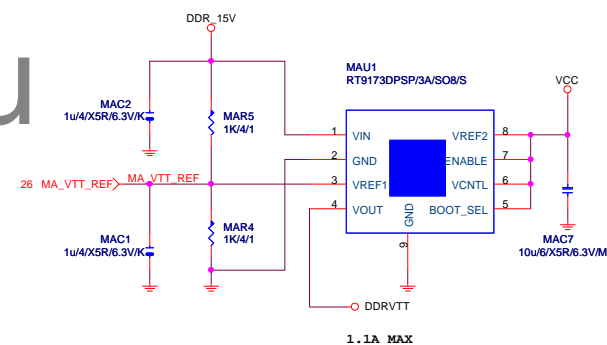 DDR_15V
u
MAU1
RT9173DPSP/3A/SO8/S
VCC
MAC2
1u/4/X5R/6.3V/K
MAR5
1K/4/1
1 VIN VREF2 8
2 GND ENABLE 7
26 MA_VTT_REF MA_VTT_REF 3 VREF1 VCNTL 6
4 VOUT BOOT_SEL 5
GND
9
MAR4
1K/4/1
MAC1
1u/4/X5R/6.3V/K
MAC7
10u/6/X5R/6.3V/M
DDRVTT
1.1A MAX